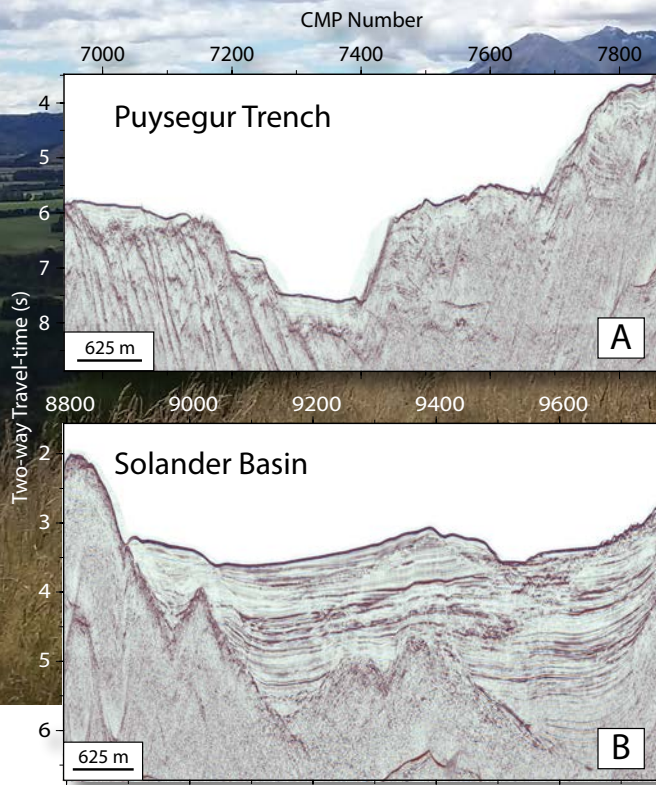 CMP Number
7000 7200 7400 7600 7800
Puysegur Trench
4
5
6
7
8
625 m
A
Two-way Travel-time (s)
8800 9000 9200 9400 9600
Solander Basin
2
3
4
5
6
625 m
B